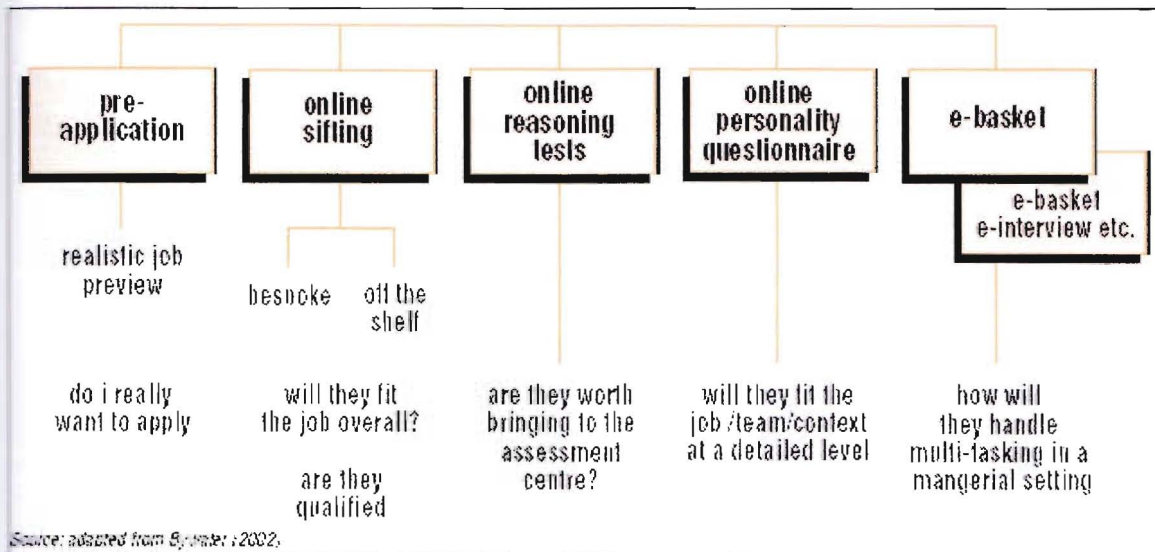 pre-
application
online
sifting
online
reasoning
tests
online
personality
questionnaire
e-basket
e-basket
e-interview etc.
realistic job
preview
bespoke
off the
shelf
do i really
want to apply
will they fit
the job overall?
are they
qualified
are they worth
bringing to the
assessment
centre?
will they fit the
job /team/context
at a detailed level
how will
they handle
multi-tasking in a
mangerial setting
Source: adapted from Bywater (2002)